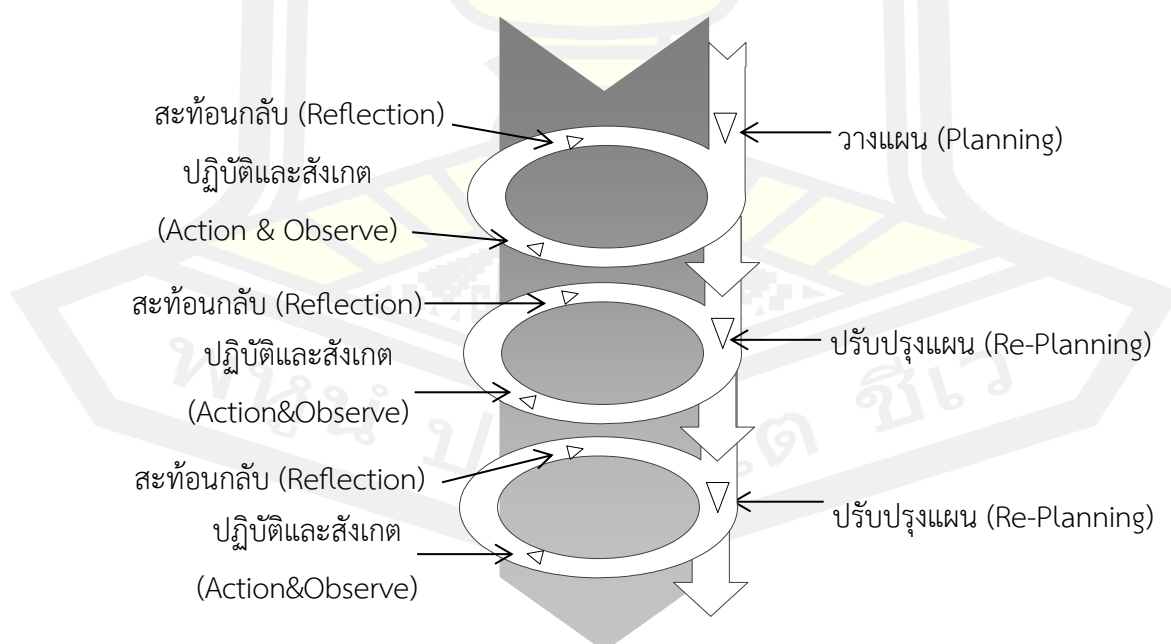 สะท้อนกลับ (Reflection)
วางแผน (Planning)
ปฏิบัติและสังเกต
(Action & Observe)
สะท้อนกลับ (Reflection)
ปรับปรุงแผน (Re-Planning)
ปฏิบัติและสังเกต
(Action&Observe)
สะท้อนกลับ (Reflection)
ปรับปรุงแผน (Re-Planning)
ปฏิบัติและสังเกต
(Action&Observe)